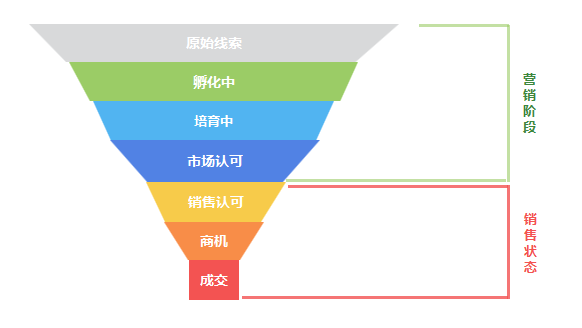 原始线索
孵化中
培育中
市场认可
销售认可
商机
成交
营销阶段
销售状态